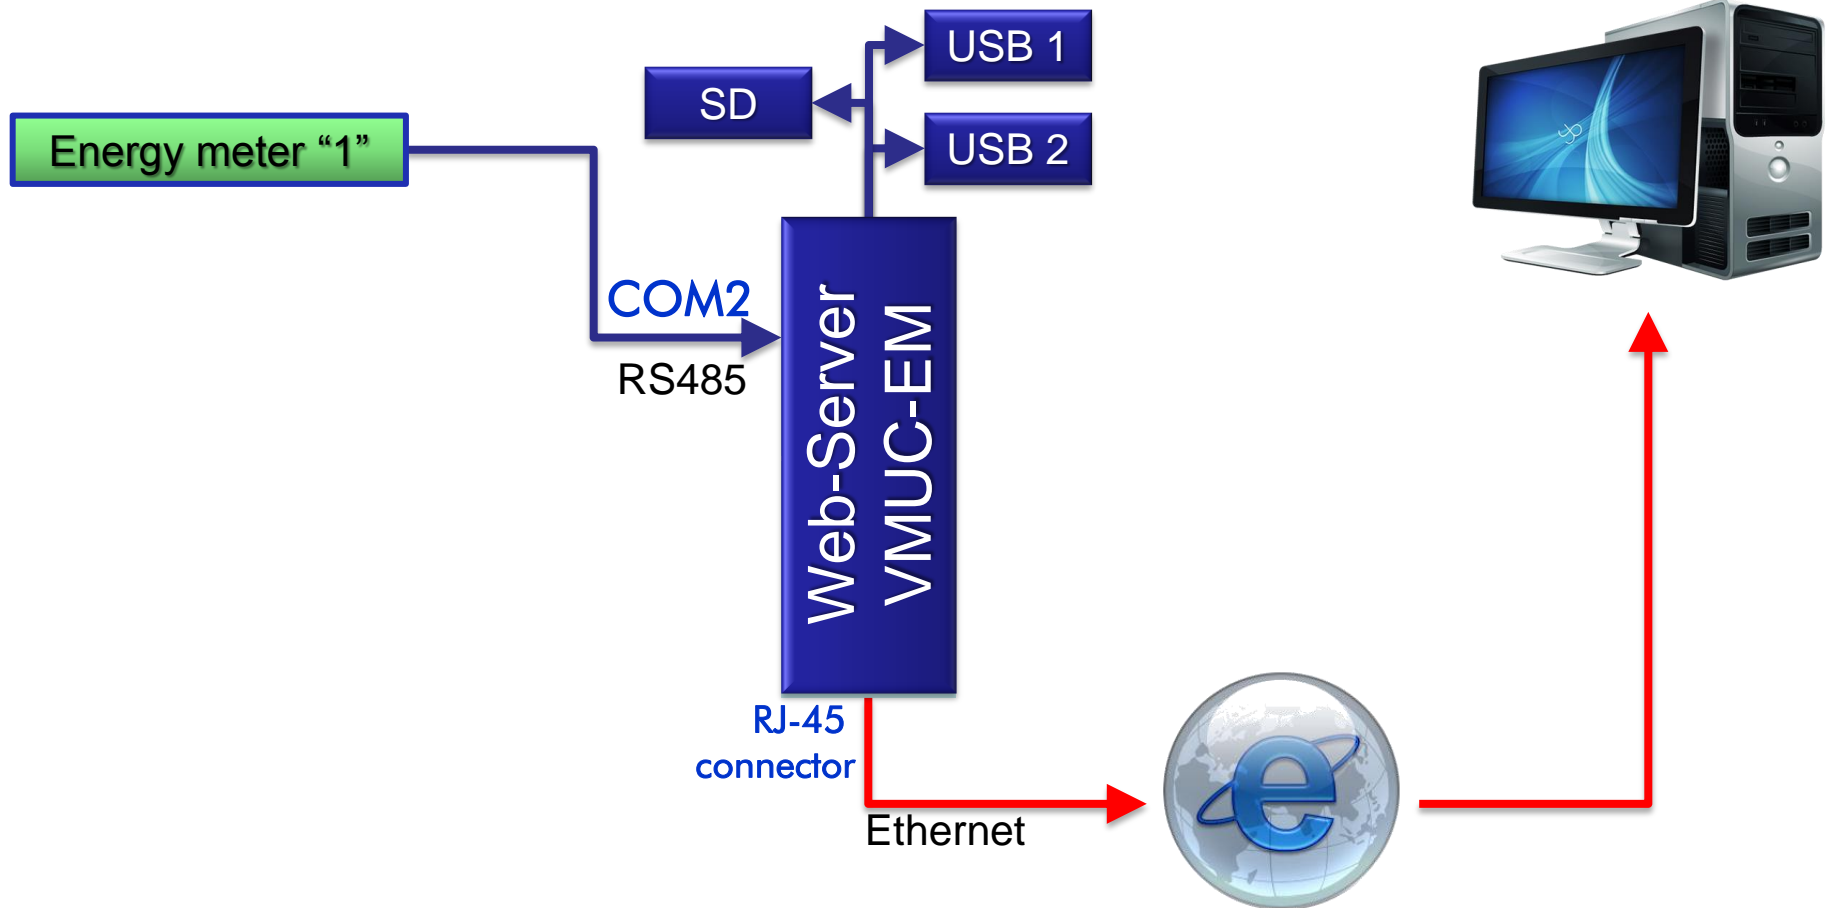 USB 1
SD
Energy meter “1”
USB 2
COM2
RS485
Web-Server
VMUC-EM
RJ-45
connector
Ethernet
e